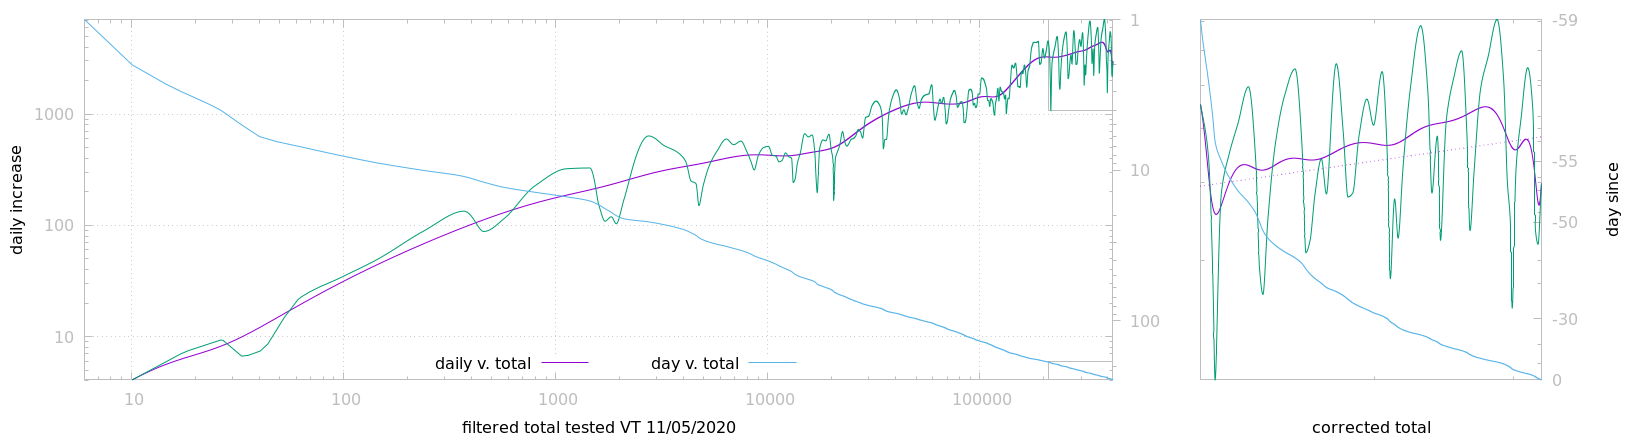 daily increase
1000
100
10
10
100
1000
10000
100000
filtered total tested VT 11/05/2020
daily v. total
day v. total
1
10
100
-59
-55
-50
-30
0
day since
corrected total